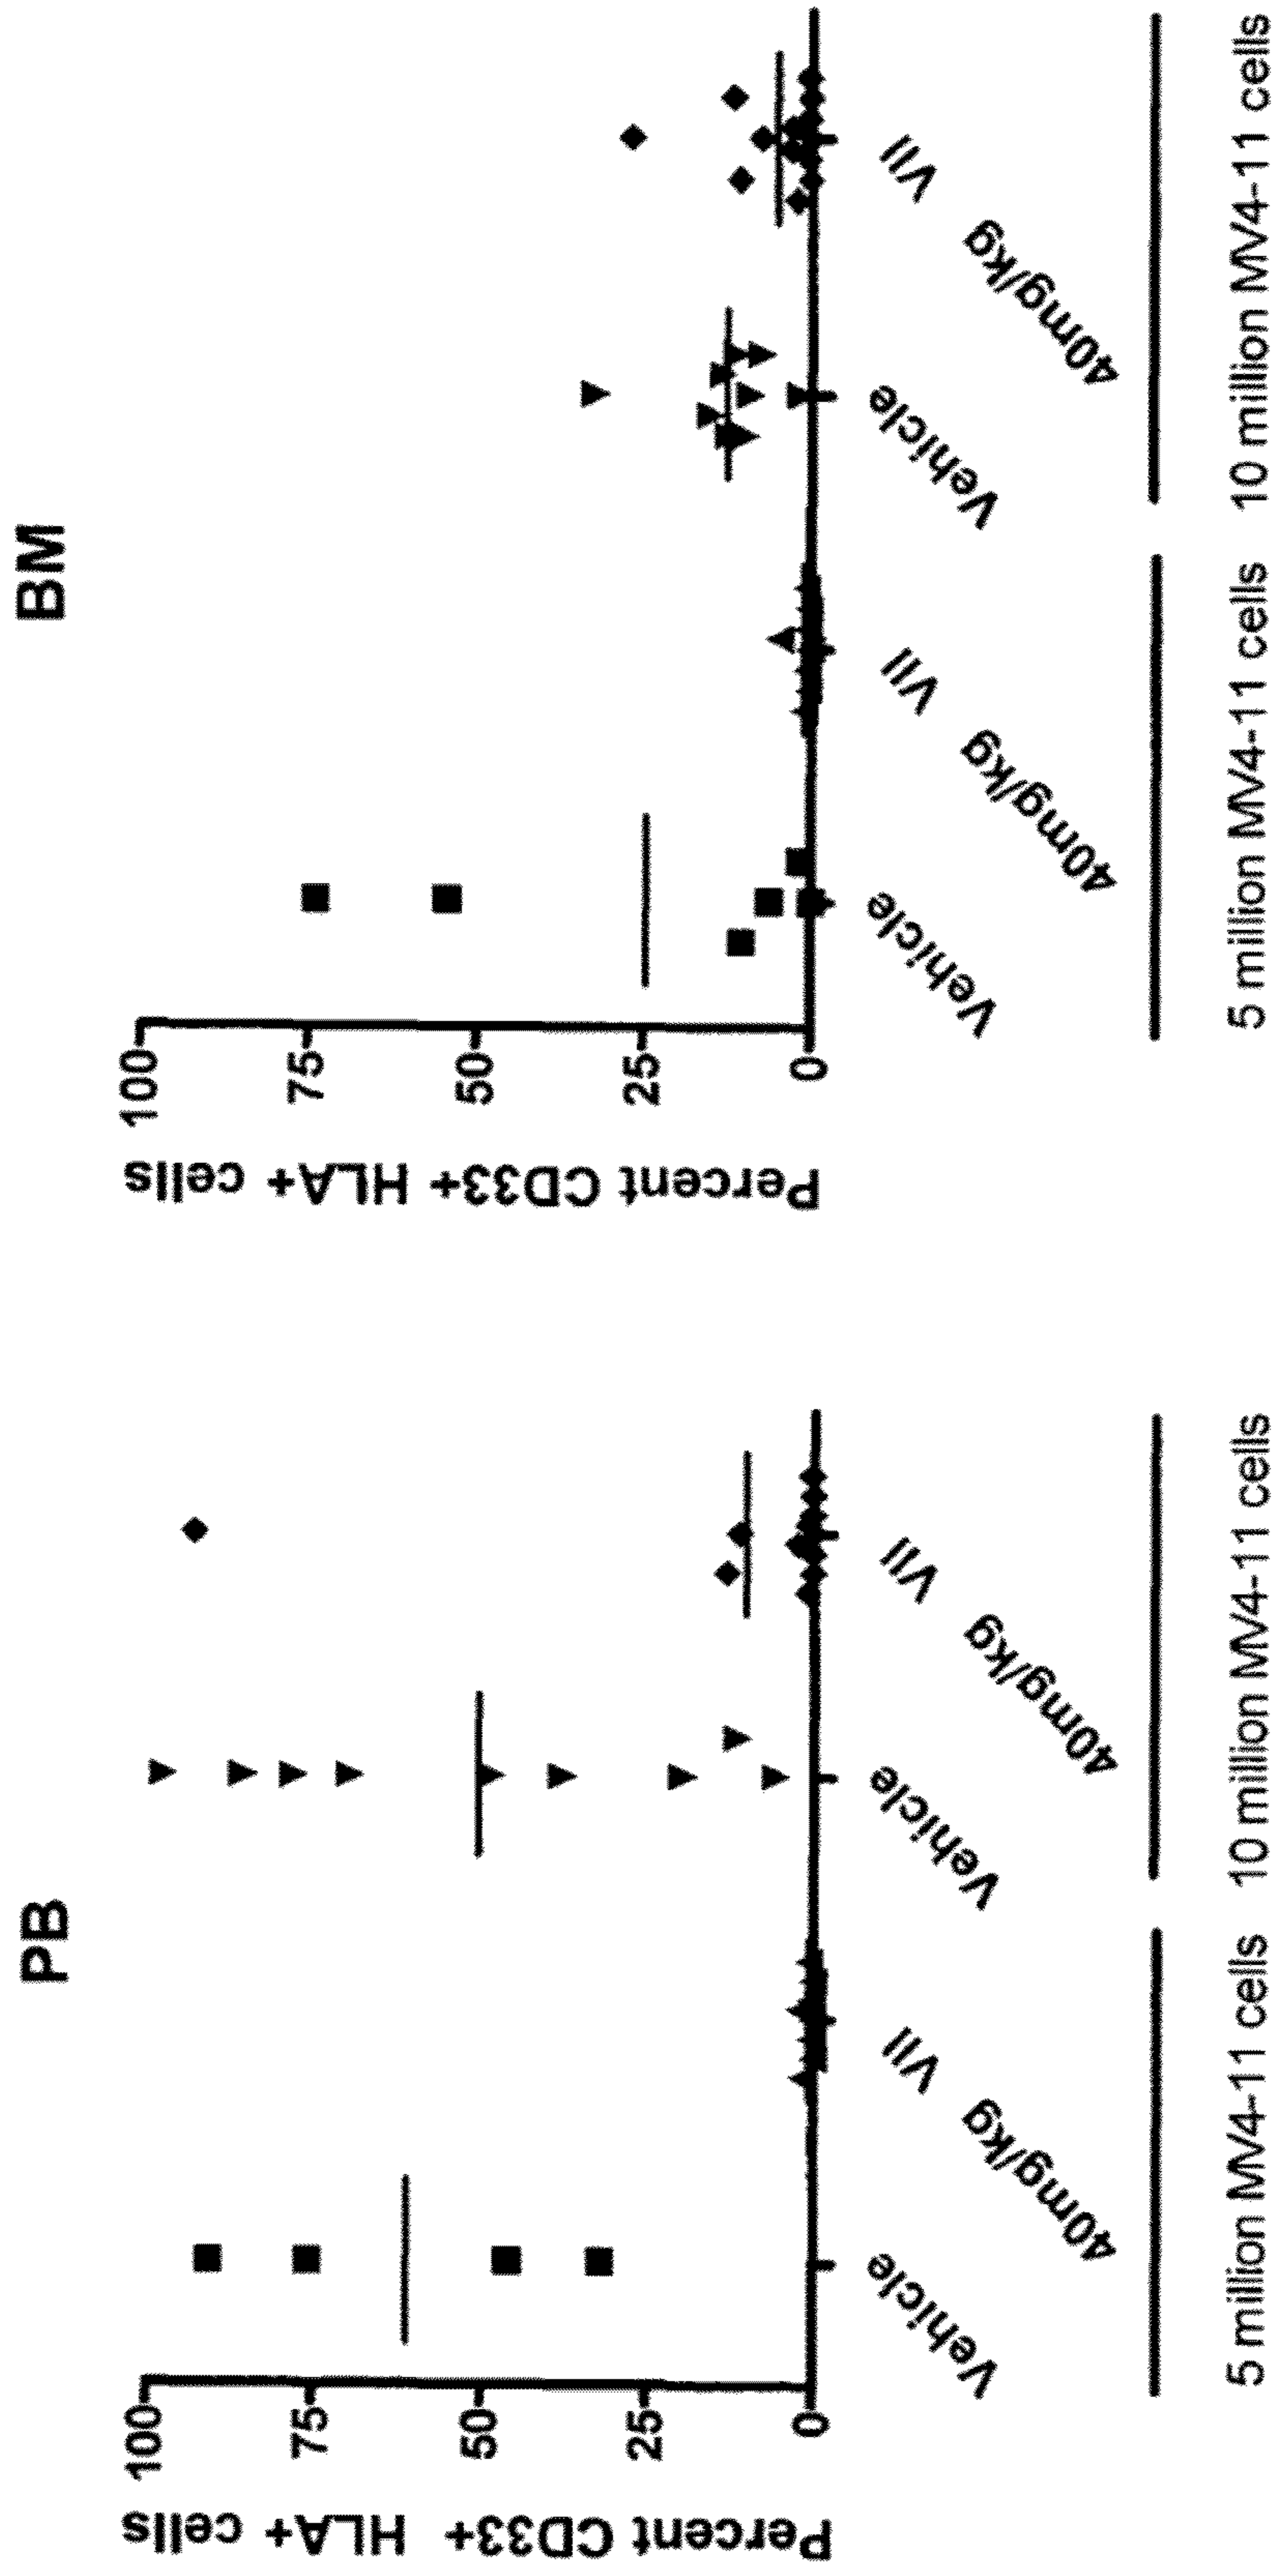 PB
Percent CD33+ HLA+ cells
100
75
50
25
0
Vehicle
VII
40mg/kg
Vehicle
VII
40mg/kg
5 million MV4-11 cells
10 million MV4-11 cells
BM
Percent CD33+ HLA+ cells
100
75
50
25
0
Vehicle
VII
40mg/kg
Vehicle
VII
40mg/kg
5 million MV4-11 cells
10 million MV4-11 cells